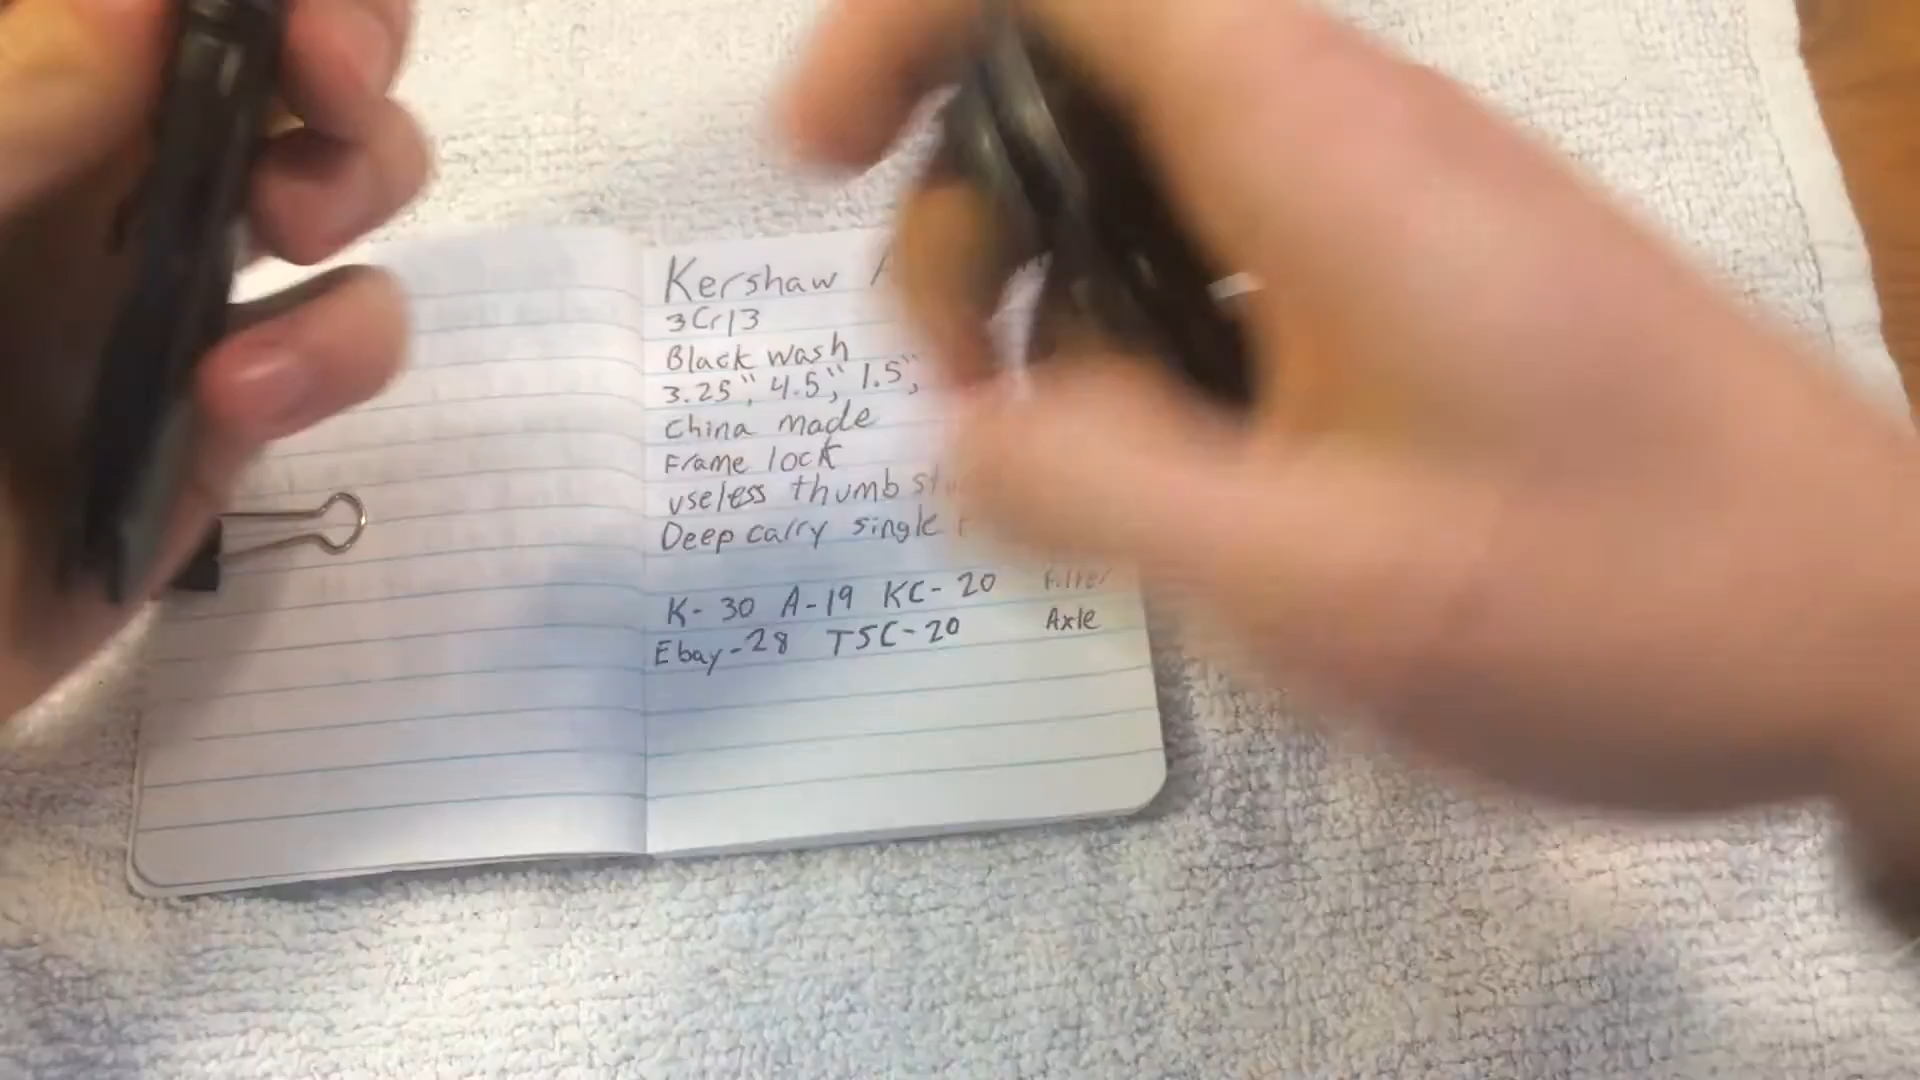 Kershaw
3Cr13
Black wash
3.25", 4.5", 1.5",
China made
Frame lock
useless thumb
Deep carry single
K- 30 A-19 KC- 20 Filter
Ebay-28 TSC-20 Axle